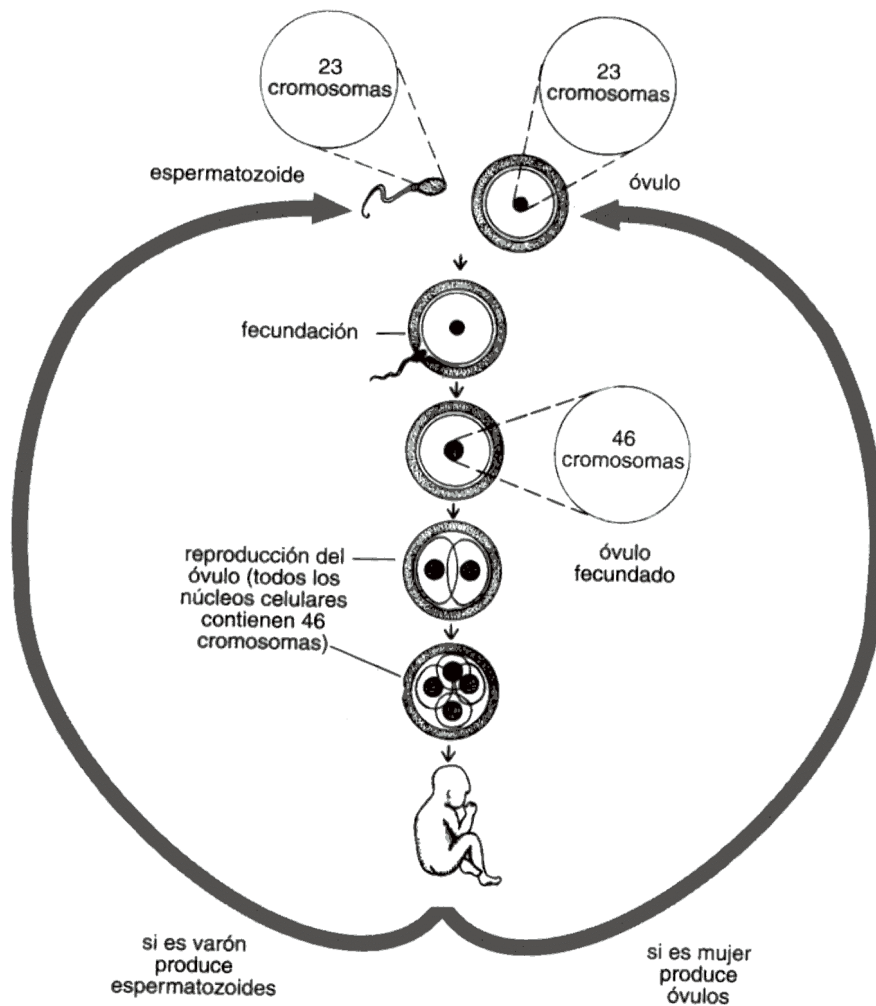 23
cromosomas
23
cromosomas
espermatozoide
óvulo
fecundación
46
cromosomas
óvulo
fecundado
reproducción del
óvulo (todos los
núcleos celulares
contienen 46
cromosomas)
si es varón
produce
espermatozoides
si es mujer
produce
óvulos